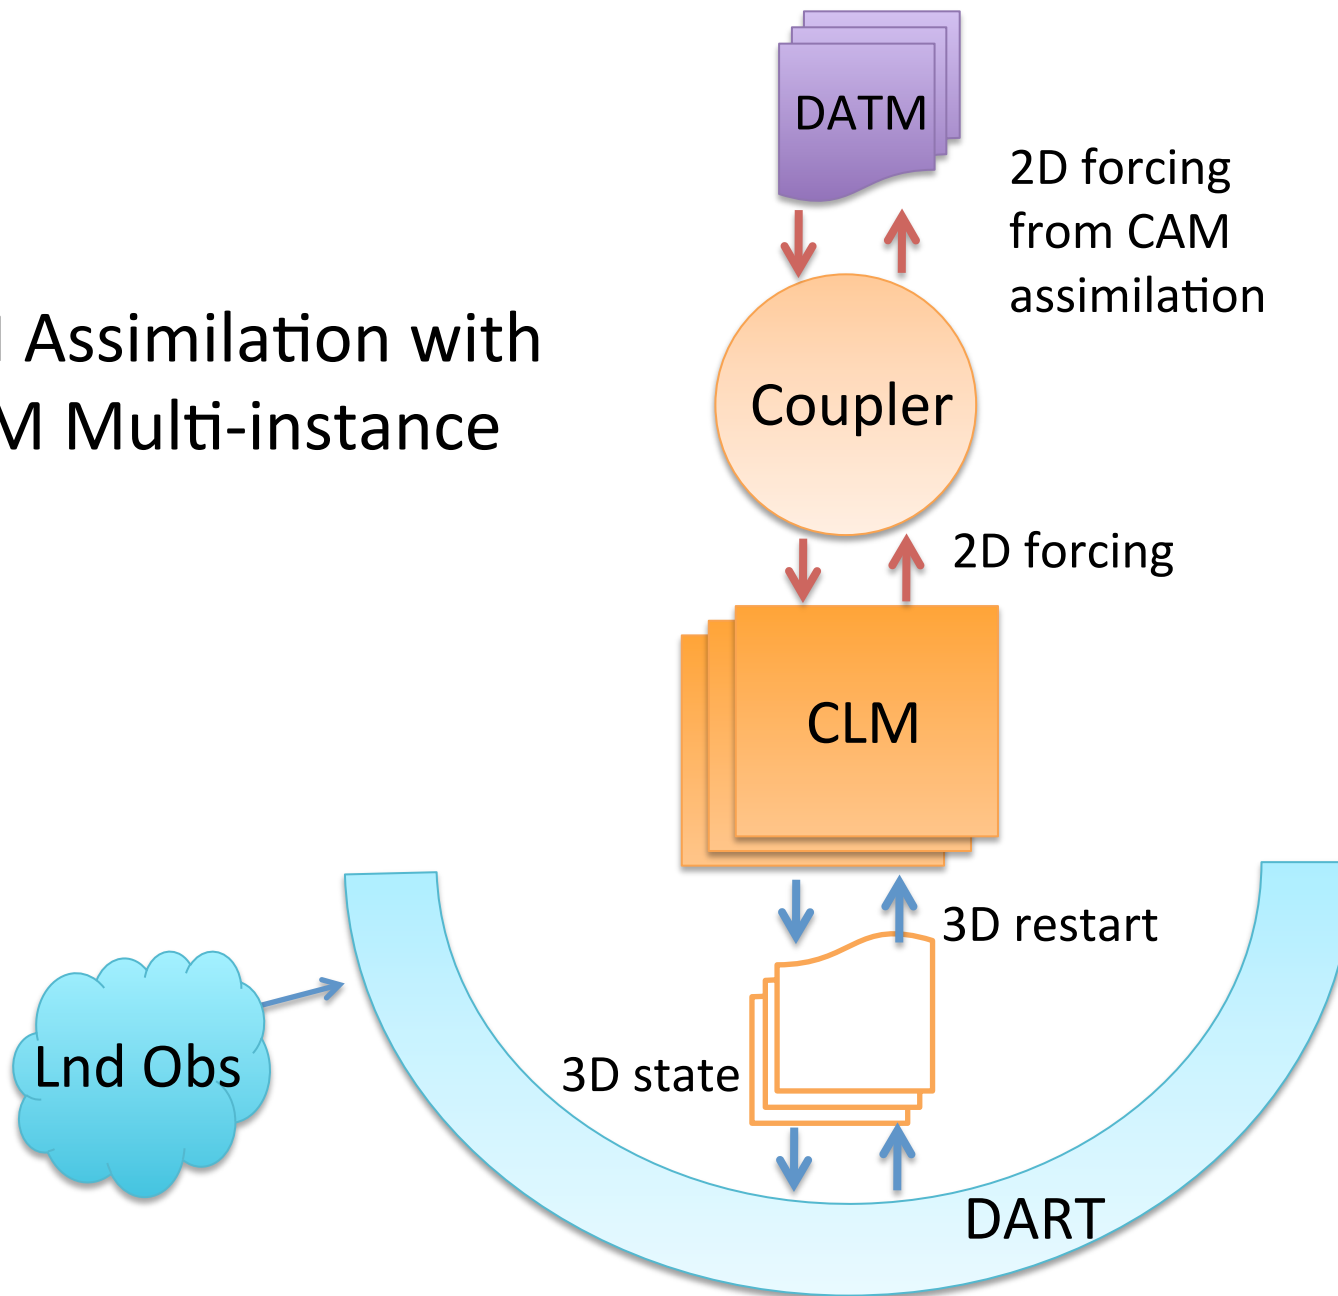 DATM
2D forcing
from CAM
assimilation
Assimilation with
M Multi-instance
Coupler
2D forcing
CLM
3D restart
Lnd Obs
3D state
DART